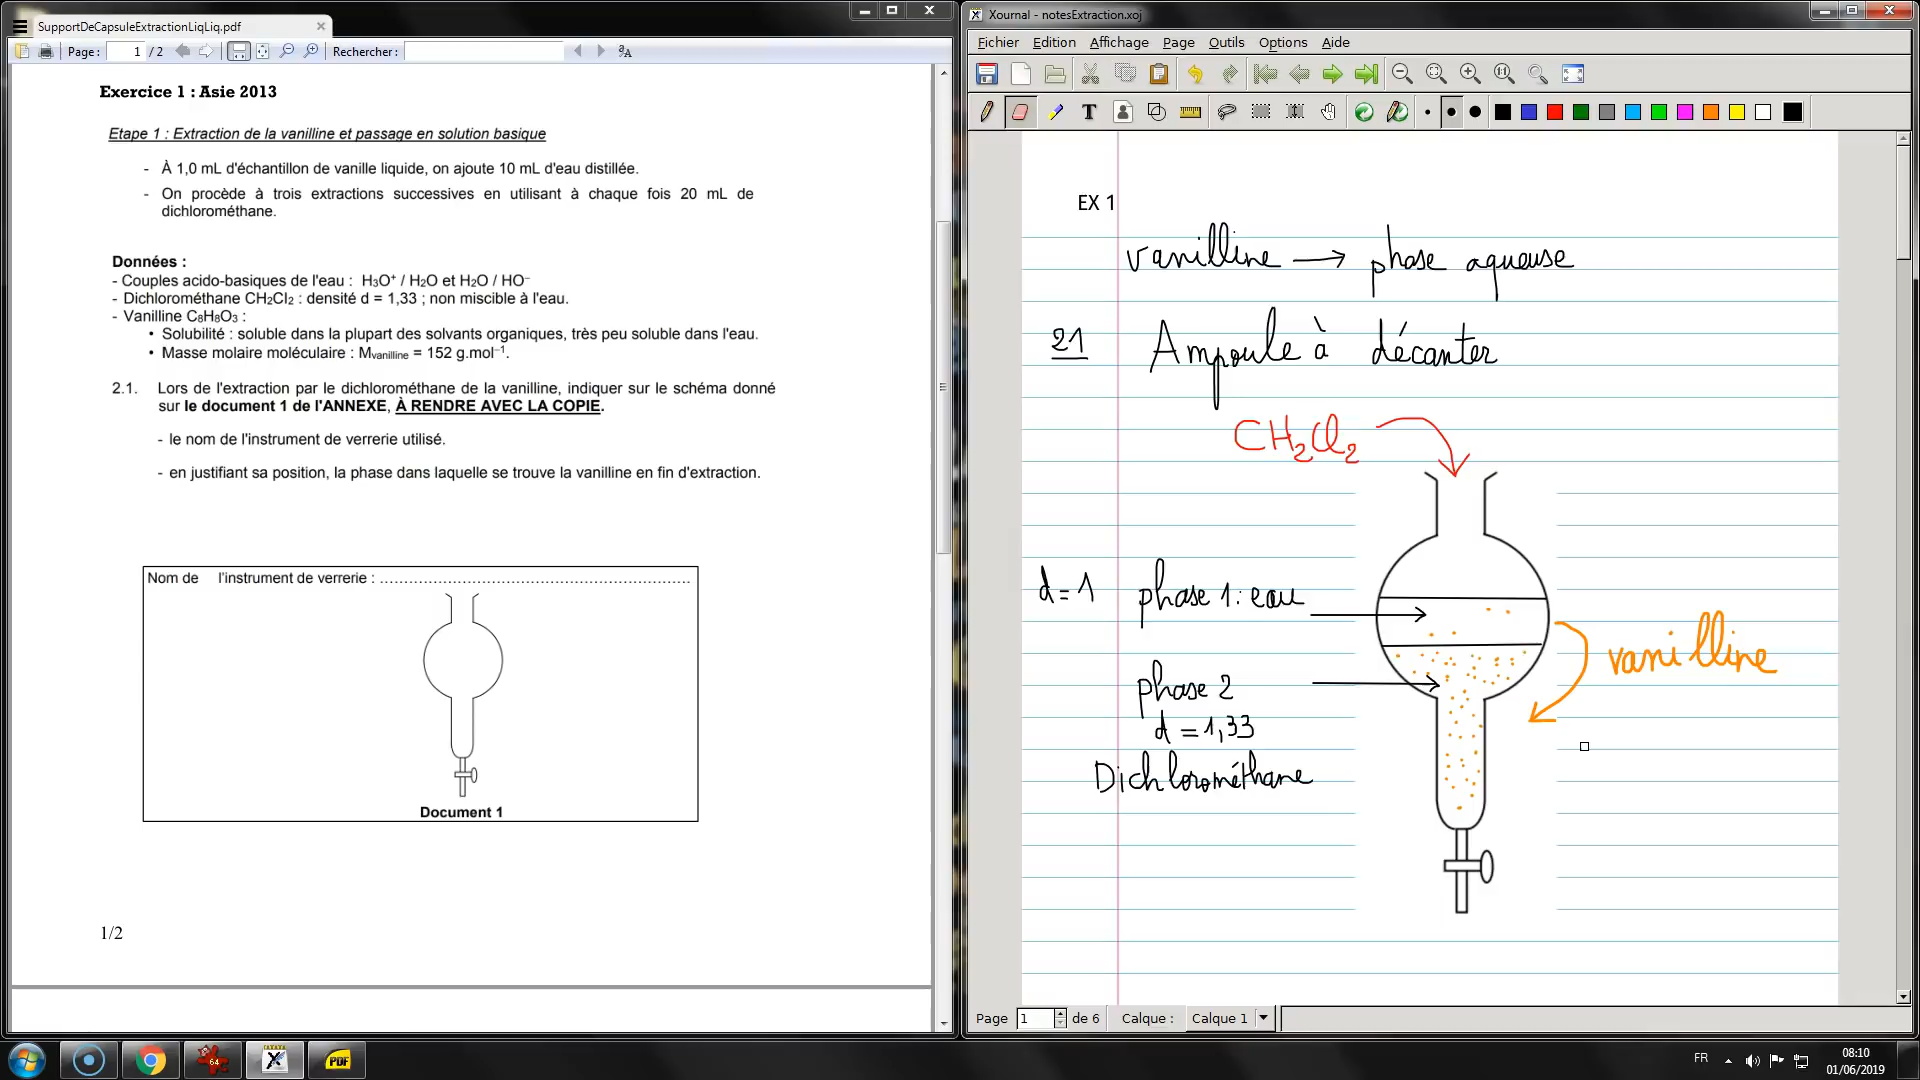 SupportDeCapsuleExtractionLiqLiq.pdf
Page : 1 / 2 Rechercher :
Exercice 1 : Asie 2013
Etape 1 : Extraction de la vanilline et passage en solution basique
- À 1,0 mL d'échantillon de vanille liquide, on ajoute 10 mL d'eau distillée.
- On procède à trois extractions successives en utilisant à chaque fois 20 mL de
dichlorométhane.
Données :
- Couples acido-basiques de l'eau : H₃O⁺ / H₂O et H₂O / HO⁻
- Dichlorométhane CH₂Cl₂ : densité d = 1,33 ; non miscible à l'eau.
- Vanilline C₈H₈O₃ :
• Solubilité : soluble dans la plupart des solvants organiques, très peu soluble dans l'eau.
• Masse molaire moléculaire : Mvanilline = 152 g.mol⁻¹.
2.1. Lors de l'extraction par le dichlorométhane de la vanilline, indiquer sur le schéma donné
sur le document 1 de l'ANNEXE, À RENDRE AVEC LA COPIE.
- le nom de l'instrument de verrerie utilisé.
- en justifiant sa position, la phase dans laquelle se trouve la vanilline en fin d'extraction.
Nom de l'instrument de verrerie : ................................................................
Document 1
1/2
Xournal - notesExtraction.xoj
Fichier Edition Affichage Page Outils Options Aide
EX 1
vanilline → phase aqueuse
21 Ampoule à décanter
CH₂Cl₂
d = 1 phase 1 : eau
vanilline
phase 2
d = 1,33
Dichlorométhane
Page 1 de 6 Calque : Calque 1
64
PDF
FR
08:10
01/06/2019